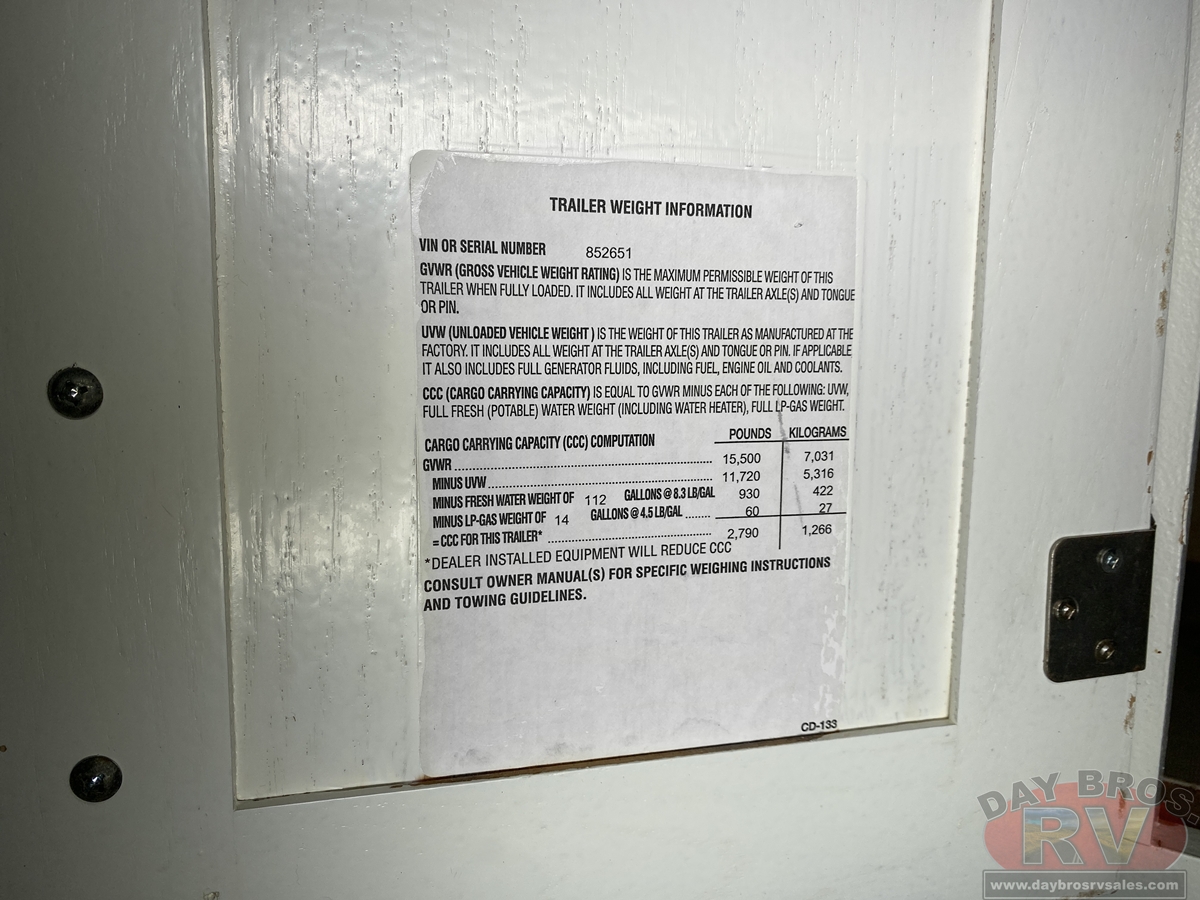 TRAILER WEIGHT INFORMATION
VIN OR SERIAL NUMBER 852651
GVWR (GROSS VEHICLE WEIGHT RATING) IS THE MAXIMUM PERMISSIBLE WEIGHT OF THIS
TRAILER WHEN FULLY LOADED. IT INCLUDES ALL WEIGHT AT THE TRAILER AXLE(S) AND TONGUE
OR PIN.
UVW (UNLOADED VEHICLE WEIGHT ) IS THE WEIGHT OF THIS TRAILER AS MANUFACTURED AT THE
FACTORY. IT INCLUDES ALL WEIGHT AT THE TRAILER AXLE(S) AND TONGUE OR PIN. IF APPLICABLE
IT ALSO INCLUDES FULL GENERATOR FLUIDS, INCLUDING FUEL, ENGINE OIL AND COOLANTS.
CCC (CARGO CARRYING CAPACITY) IS EQUAL TO GVWR MINUS EACH OF THE FOLLOWING: UVW,
FULL FRESH (POTABLE) WATER WEIGHT (INCLUDING WATER HEATER), FULL LP-GAS WEIGHT.
CARGO CARRYING CAPACITY (CCC) COMPUTATION POUNDS KILOGRAMS
GVWR ........ 15,500 7,031
MINUS UVW ........ 11,720 5,316
MINUS FRESH WATER WEIGHT OF 112 GALLONS @ 8.3 LB/GAL 930 422
MINUS LP-GAS WEIGHT OF 14 GALLONS @ 4.5 LB/GAL ........ 60 27
= CCC FOR THIS TRAILER* ........ 2,790 1,266
*DEALER INSTALLED EQUIPMENT WILL REDUCE CCC
CONSULT OWNER MANUAL(S) FOR SPECIFIC WEIGHING INSTRUCTIONS
AND TOWING GUIDELINES.
CD-133
DAY BROS.
RV
www.daybrosrvsales.com